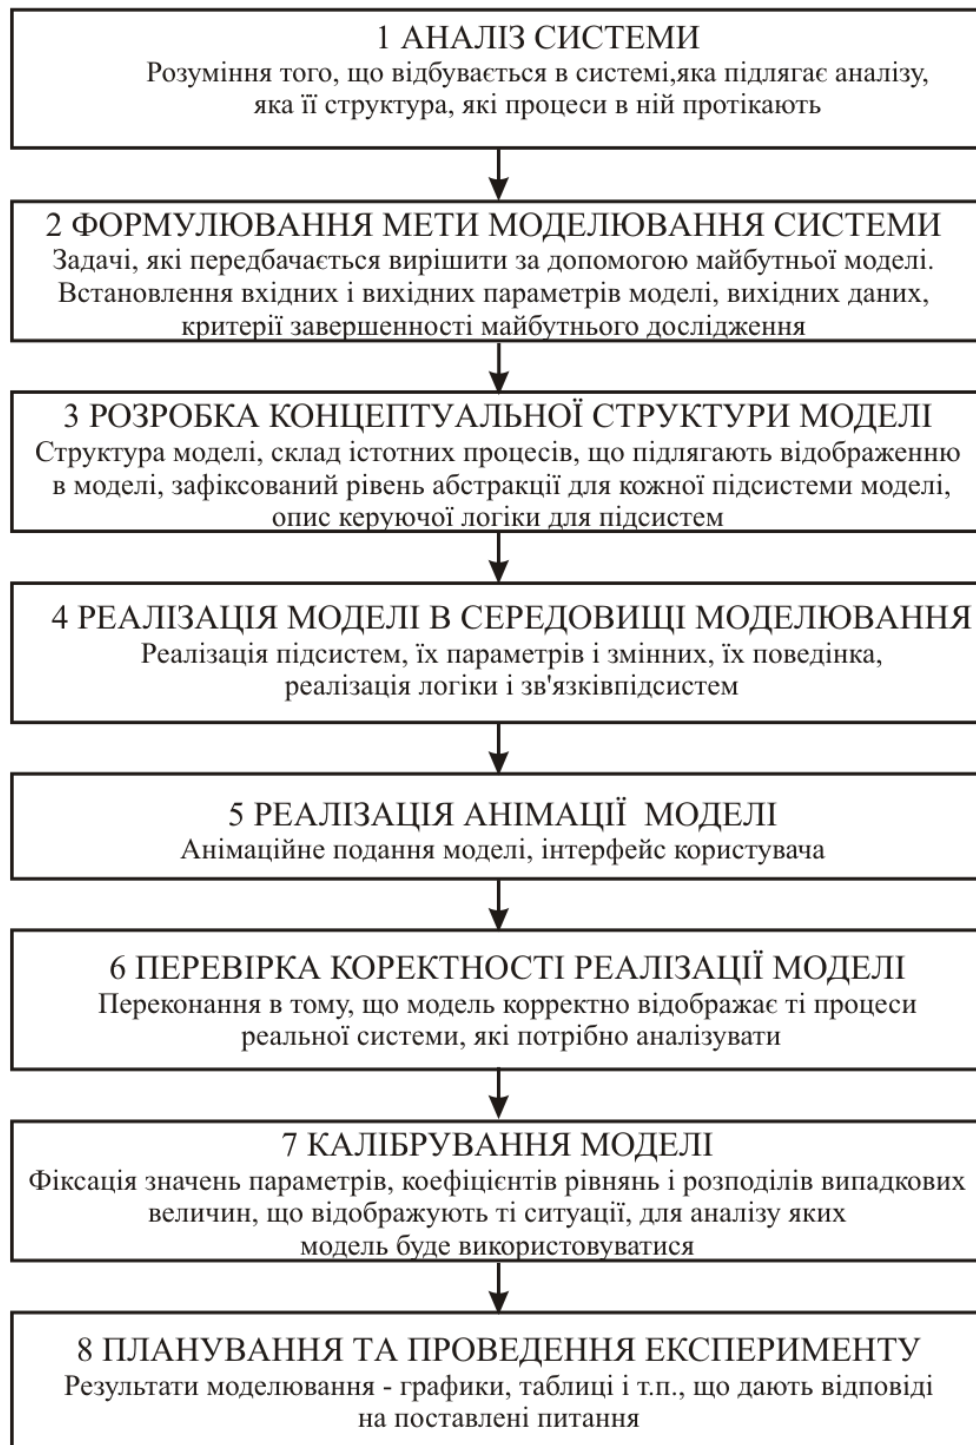 1 АНАЛІЗ СИСТЕМИ
Розуміння того, що відбувається в системі,яка підлягає аналізу,
яка її структура, які процеси в ній протікають
2 ФОРМУЛЮВАННЯ МЕТИ МОДЕЛЮВАННЯ СИСТЕМИ
Задачі, які передбачається вирішити за допомогою майбутньої моделі.
Встановлення вхідних і вихідних параметрів моделі, вихідних даних,
критерії завершенності майбутнього дослідження
3 РОЗРОБКА КОНЦЕПТУАЛЬНОЇ СТРУКТУРИ МОДЕЛІ
Структура моделі, склад істотних процесів, що підлягають відображенню
в моделі, зафіксований рівень абстракції для кожної підсистеми моделі,
опис керуючої логіки для підсистем
4 РЕАЛІЗАЦІЯ МОДЕЛІ В СЕРЕДОВИЩІ МОДЕЛЮВАННЯ
Реалізація підсистем, їх параметрів і змінних, їх поведінка,
реалізація логіки і зв'язківпідсистем
5 РЕАЛІЗАЦІЯ АНІМАЦІЇ МОДЕЛІ
Анімаційне подання моделі, інтерфейс користувача
6 ПЕРЕВІРКА КОРЕКТНОСТІ РЕАЛІЗАЦІЇ МОДЕЛІ
Переконання в тому, що модель корректно відображає ті процеси
реальної системи, які потрібно аналізувати
7 КАЛІБРУВАННЯ МОДЕЛІ
Фіксація значень параметрів, коефіцієнтів рівнянь і розподілів випадкових
величин, що відображують ті ситуації, для аналізу яких
модель буде використовуватися
8 ПЛАНУВАННЯ ТА ПРОВЕДЕННЯ ЕКСПЕРИМЕНТУ
Результати моделювання - графики, таблиці і т.п., що дають відповіді
на поставлені питання